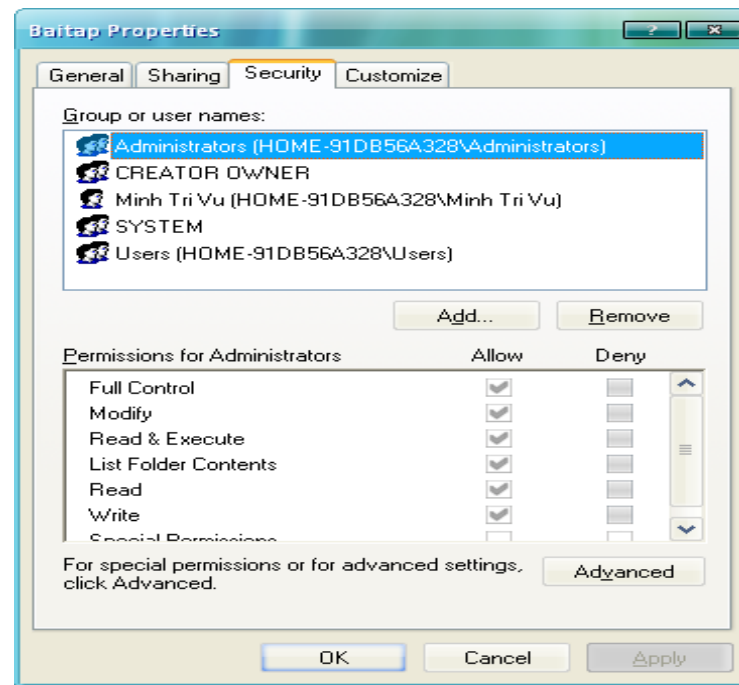 Baitap Properties
General Sharing Security Customize
Group or user names:
Administrators (HOME-91DB56A328\Administrators)
CREATOR OWNER
Minh Tri Vu (HOME-91DB56A328\Minh Tri Vu)
SYSTEM
Users (HOME-91DB56A328\Users)
Add... Remove
Permissions for Administrators Allow Deny
Full Control
Modify
Read & Execute
List Folder Contents
Read
Write
Special Permissions
For special permissions or for advanced settings, click Advanced.
Advanced
OK Cancel Apply